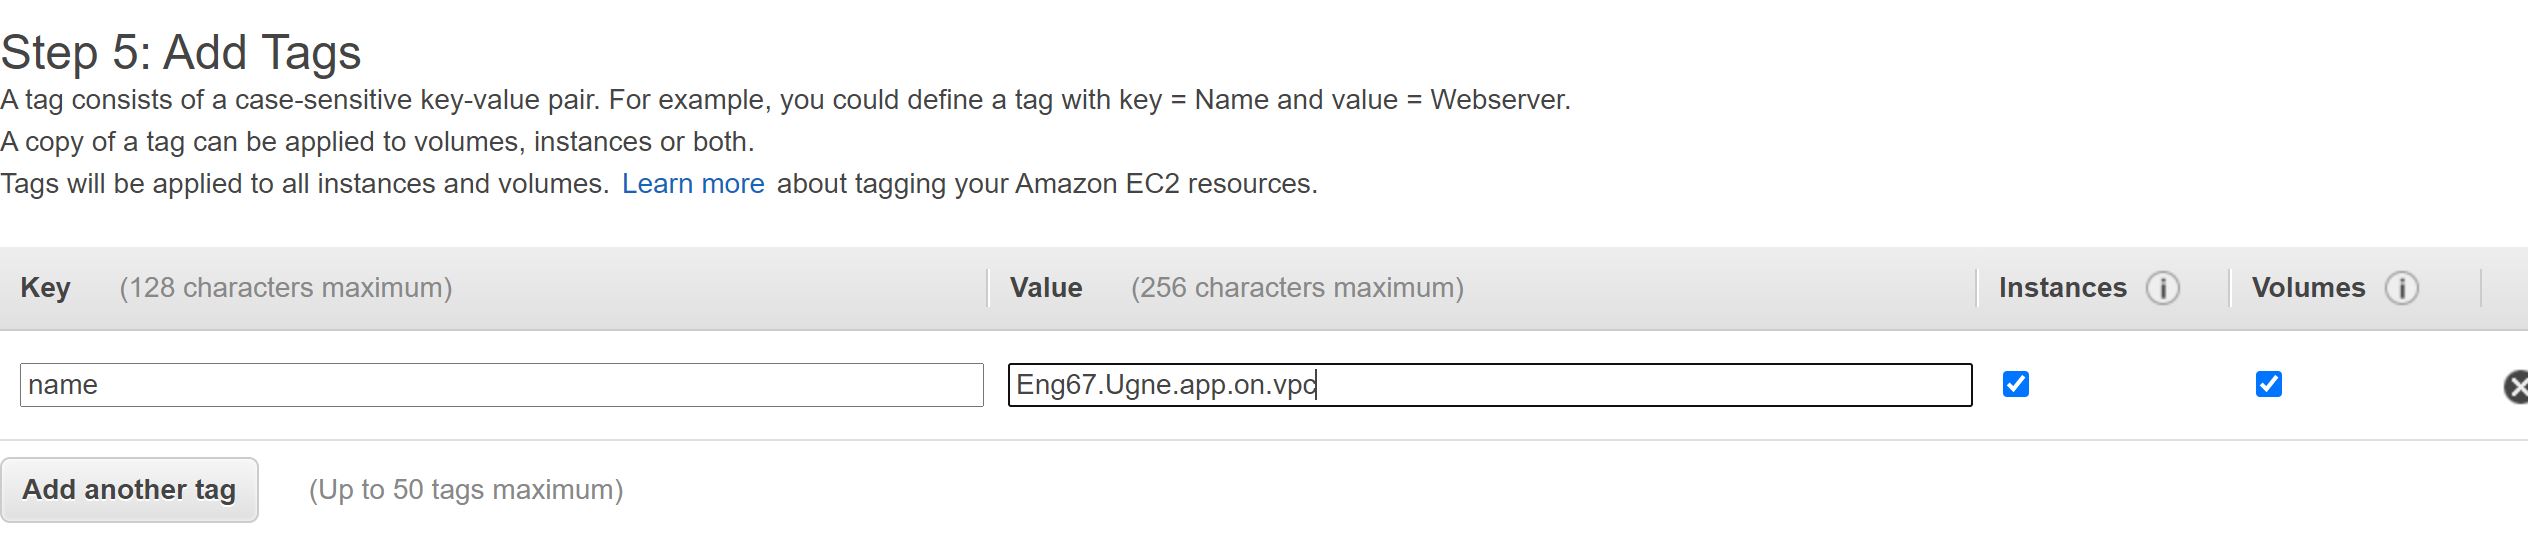 Step 5: Add Tags
A tag consists of a case-sensitive key-value pair. For example, you could define a tag with key = Name and value = Webserver.
A copy of a tag can be applied to volumes, instances or both.
Tags will be applied to all instances and volumes. Learn more about tagging your Amazon EC2 resources.
Key (128 characters maximum) Value (256 characters maximum) Instances Volumes
name Eng67.Ugne.app.on.vpc
Add another tag (Up to 50 tags maximum)